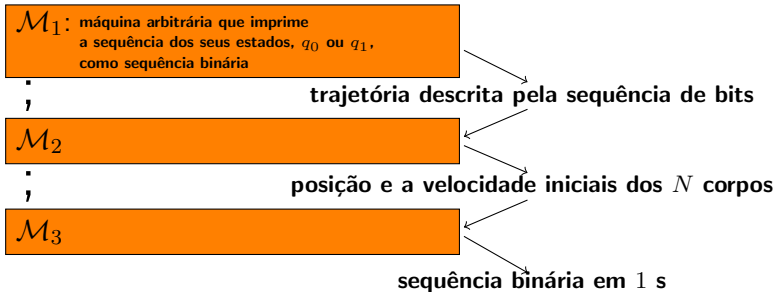 M₁: máquina arbitrária que imprime
a sequência dos seus estados, q₀ ou q₁,
como sequência binária
;
trajetória descrita pela sequência de bits
M₂
;
posição e a velocidade iniciais dos N corpos
M₃
sequência binária em 1 s